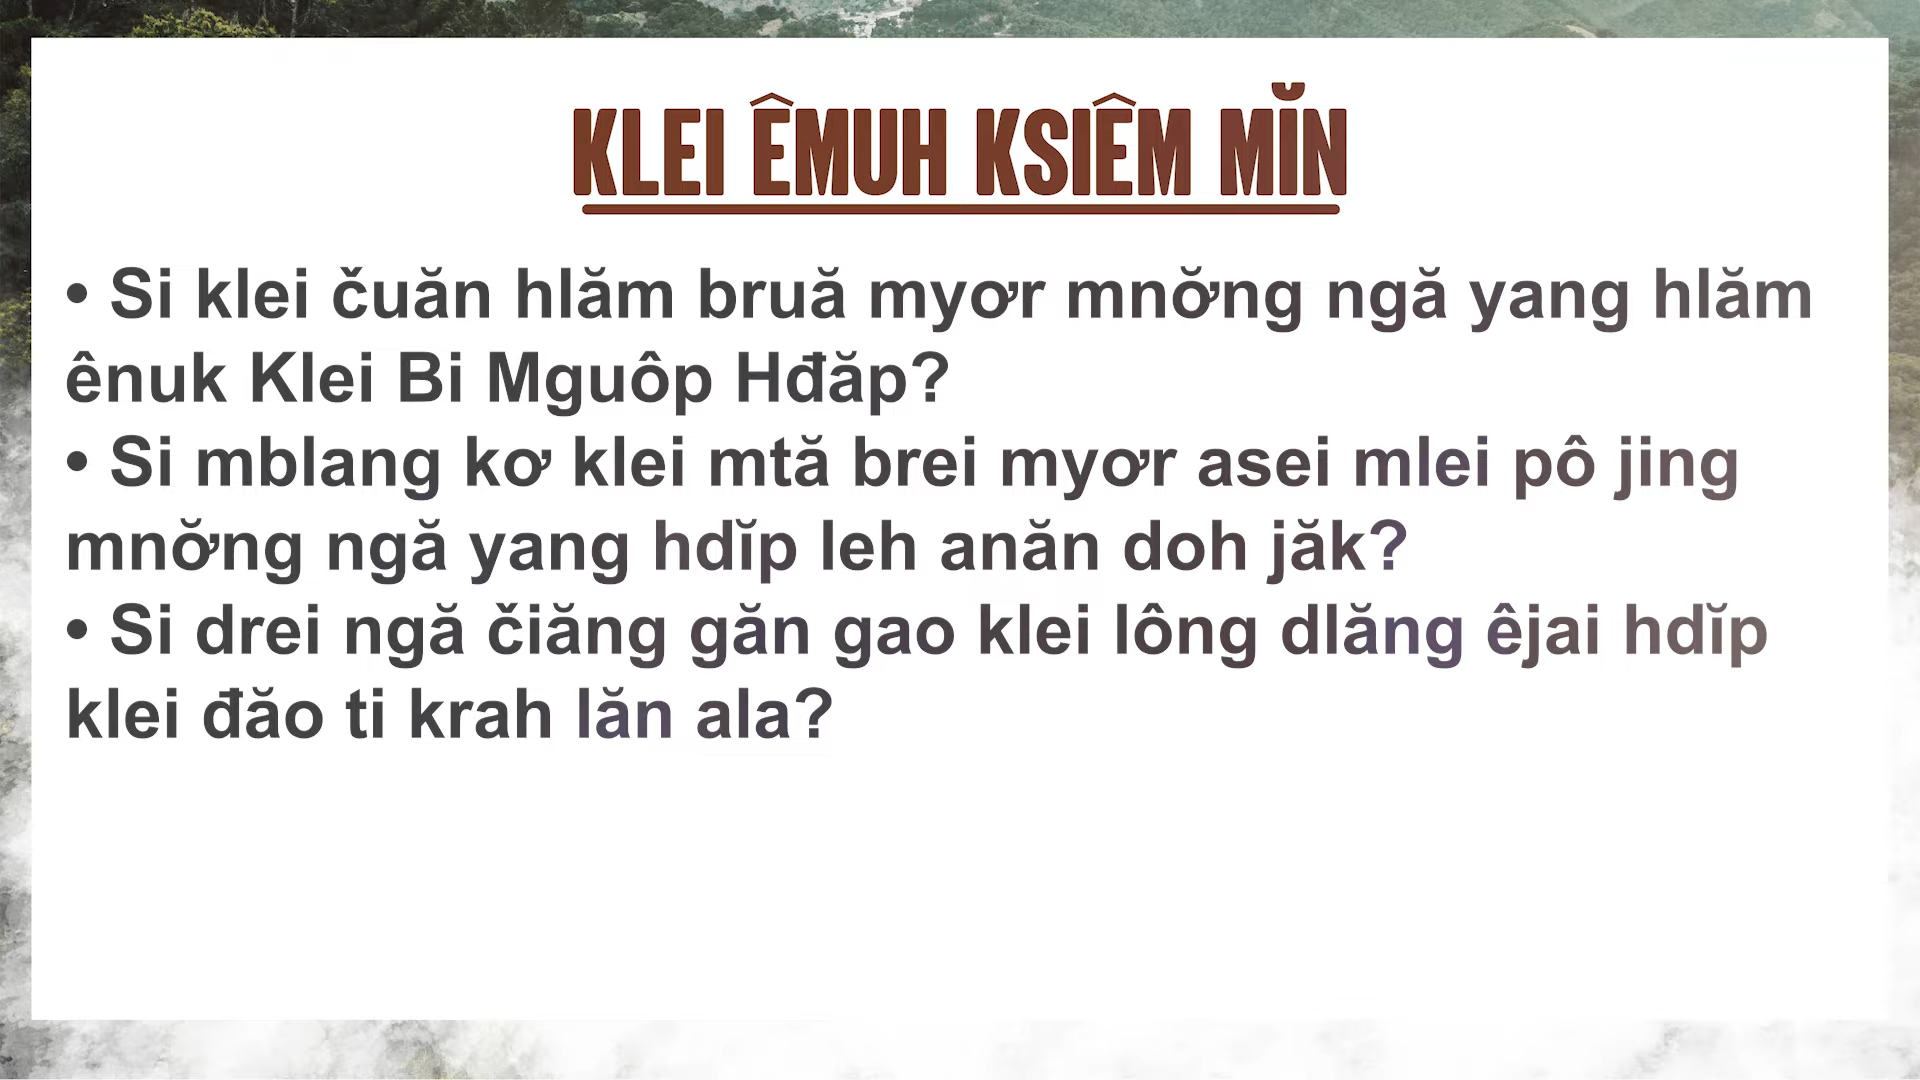 KLEI ÊMUH KSIÊM MĬN
• Si klei čuăn hlăm bruă myơr mnơ̆ng ngă yang hlăm
ênuk Klei Bi Mguôp Hđăp?
• Si mblang kơ klei mtă brei myơr asei mlei pô jing
mnơ̆ng ngă yang hdĭp leh anăn doh jăk?
• Si drei ngă čiăng găn gao klei lông dlăng êjai hdĭp
klei đăo ti krah lăn ala?